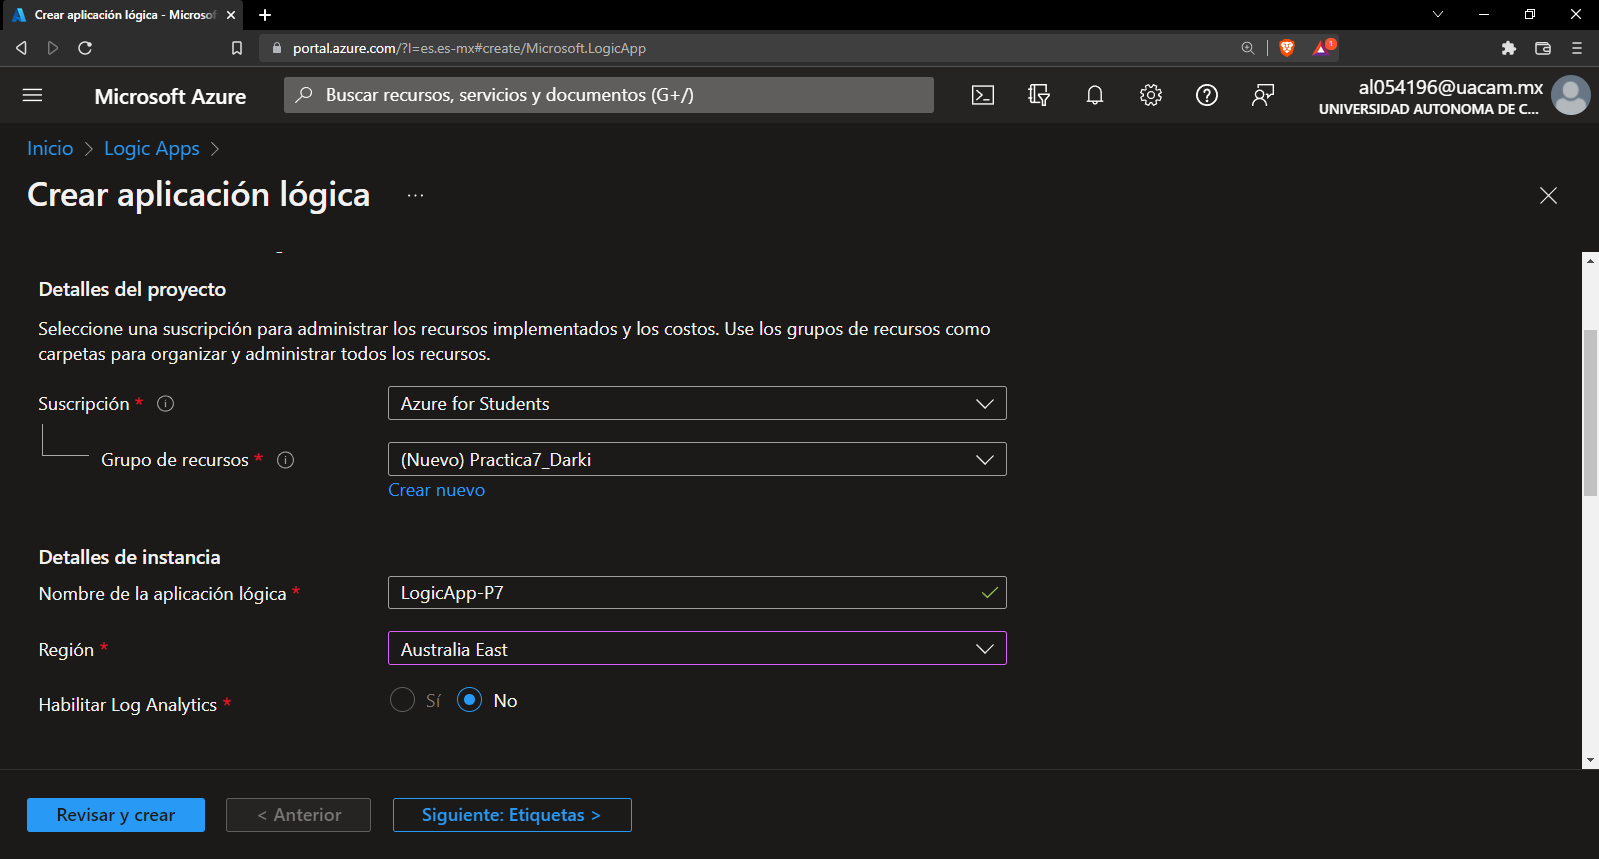 Crear aplicación lógica - Microsof
portal.azure.com/?l=es.es-mx#create/Microsoft.LogicApp
1
Microsoft Azure
Buscar recursos, servicios y documentos (G+/)
al054196@uacam.mx
UNIVERSIDAD AUTONOMA DE C...
Inicio > Logic Apps >
Crear aplicación lógica ...
Detalles del proyecto
Seleccione una suscripción para administrar los recursos implementados y los costos. Use los grupos de recursos como
carpetas para organizar y administrar todos los recursos.
Suscripción *
Azure for Students
Grupo de recursos *
(Nuevo) Practica7_Darki
Crear nuevo
Detalles de instancia
Nombre de la aplicación lógica *
LogicApp-P7
Región *
Australia East
Habilitar Log Analytics *
Sí
No
Revisar y crear
< Anterior
Siguiente: Etiquetas >